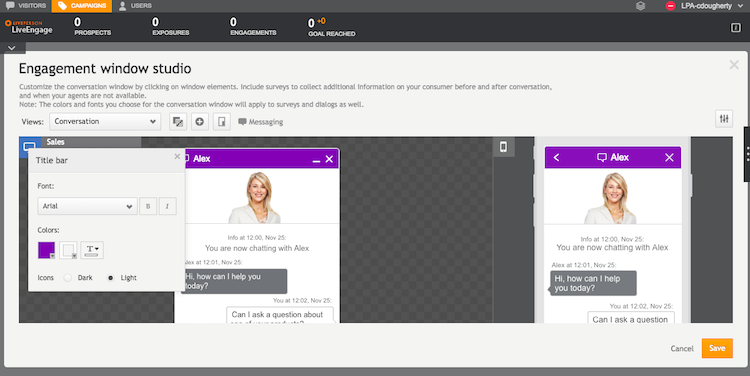 VISITORS CAMPAIGNS USERS LPA-cdougherty
LIVEPERSON
LiveEngage
0 0 0 0 +0
PROSPECTS EXPOSURES ENGAGEMENTS GOAL REACHED
Engagement window studio
Customize the conversation window by clicking on window elements. Include surveys to collect additional information on your consumer before and after conversation,
and when your agents are not available.
Note: The colors and fonts you choose for the conversation window will apply to surveys and dialogs as well.
Views: Conversation Messaging
Sales
Title bar
Font:
Arial B I
Colors:
T
Icons Dark Light
Alex
Info at 12:00, Nov 25:
You are now chatting with Alex
Alex at 12:01, Nov 25:
Hi, how can I help you
today?
You at 12:02, Nov 25:
Can I ask a question about
Alex
Info at 12:00, Nov 25:
You are now chatting with Alex
Alex at 12:01, Nov 25:
Hi, how can I help
you today?
You at 12:02, Nov 25:
Can I ask a question
Cancel Save